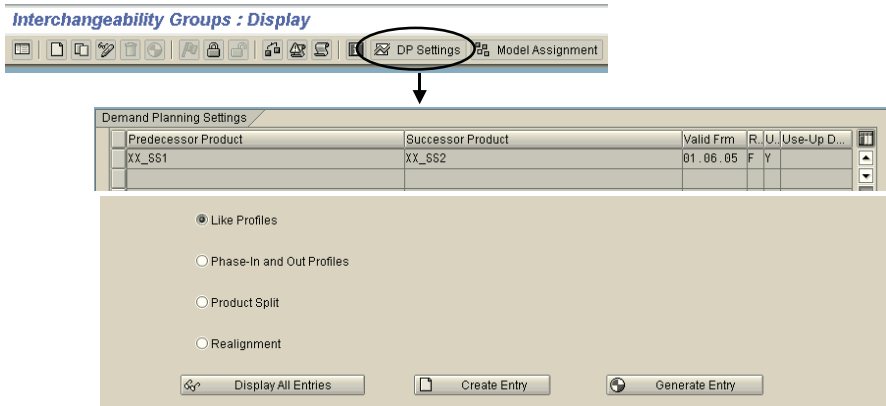 Interchangeability Groups : Display
DP Settings Model Assignment
Demand Planning Settings
Predecessor Product Successor Product Valid Frm R.. U.. Use-Up D...
XX_SS1 XX_SS2 01.06.05 F Y
Like Profiles
Phase-In and Out Profiles
Product Split
Realignment
Display All Entries Create Entry Generate Entry